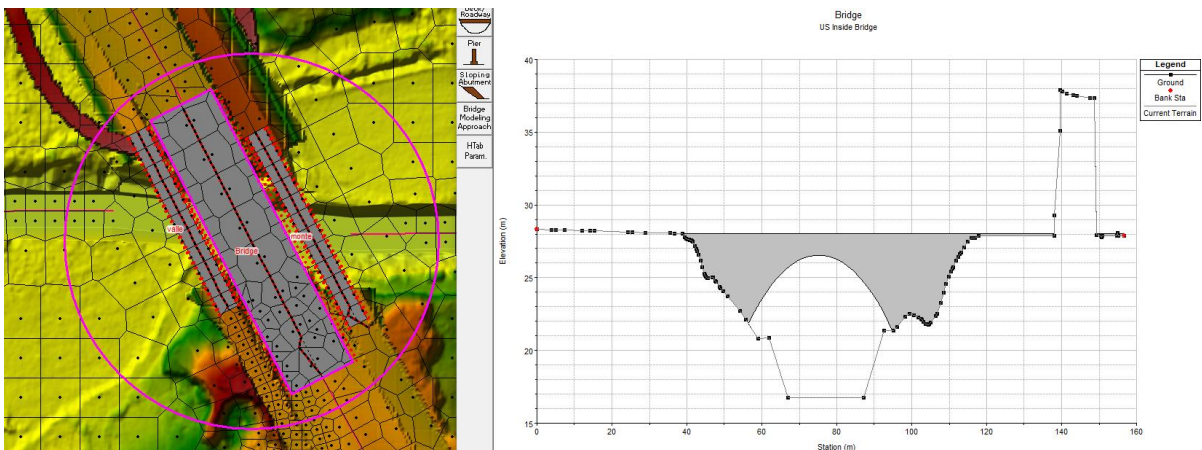 Deck/
Roadway
Pier
Sloping
Abutment
Bridge
Modeling
Approach
HTab
Param.
valle
Bridge
monte
Bridge
US Inside Bridge
Legend
Ground
Bank Sta
Current Terrain
Elevation (m)
40
35
30
25
20
15
0
20
40
60
80
100
120
140
160
Station (m)